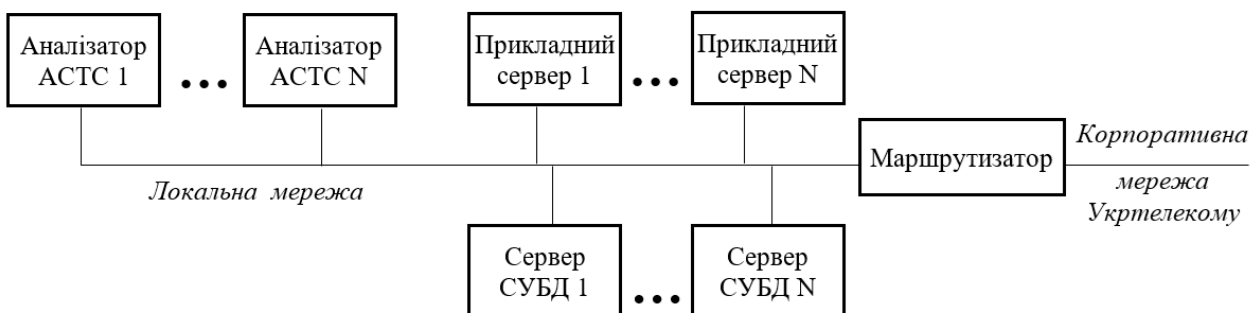 Аналізатор
АСТС 1
...
Аналізатор
АСТС N
Прикладний
сервер 1
...
Прикладний
сервер N
Маршрутизатор
Корпоративна
мережа
Укртелекому
Локальна мережа
Сервер
СУБД 1
...
Сервер
СУБД N